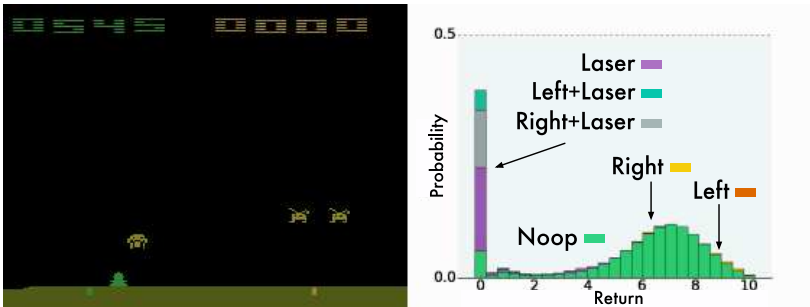 0545 0000
0.5
Laser
Left+Laser
Right+Laser
Right
Left
Noop
Probability
0.0
0 2 4 6 8 10
Return